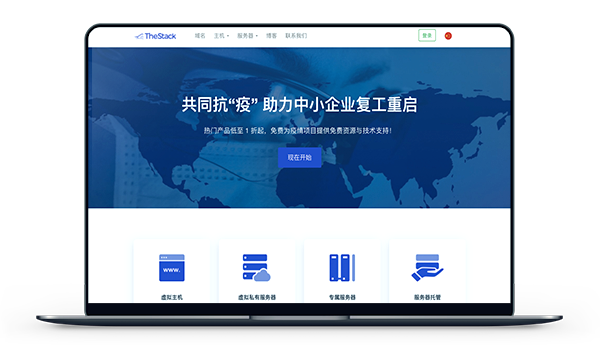 TheStack
域名
主机
服务器
博客
联系我们
登录
共同抗“疫” 助力中小企业复工重启
热门产品低至 1 折起，免费为疫情项目提供免费资源与技术支持！
现在开始
www.
虚拟主机
虚拟私有服务器
专属服务器
服务器托管